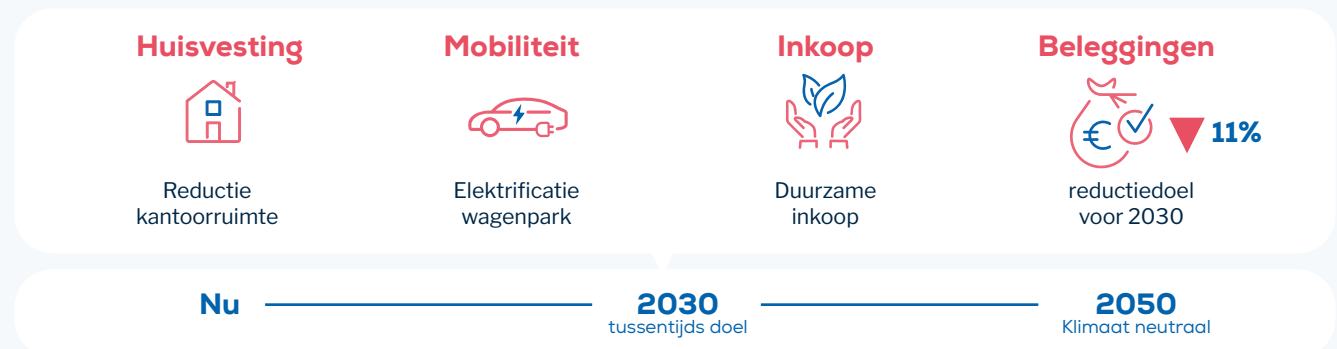 Huisvesting
Reductie
kantoorruimte
Mobiliteit
Elektrificatie
wagenpark
Inkoop
Duurzame
inkoop
Beleggingen
€
11%
reductiedoel
voor 2030
Nu
2030
tussentijds doel
2050
Klimaat neutraal